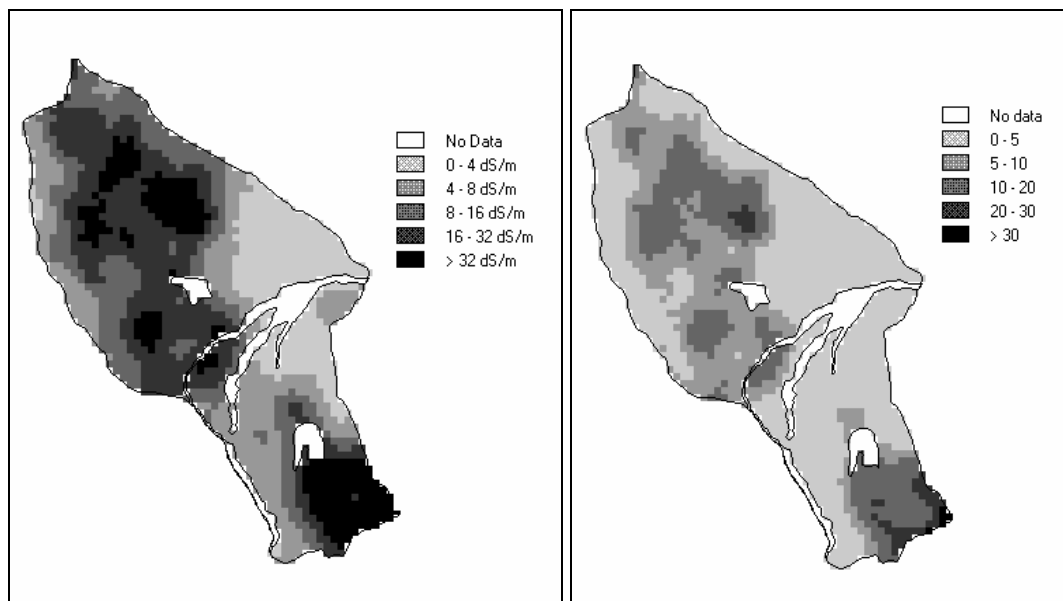 No Data
0 - 4 dS/m
4 - 8 dS/m
8 - 16 dS/m
16 - 32 dS/m
> 32 dS/m
No data
0 - 5
5 - 10
10 - 20
20 - 30
> 30